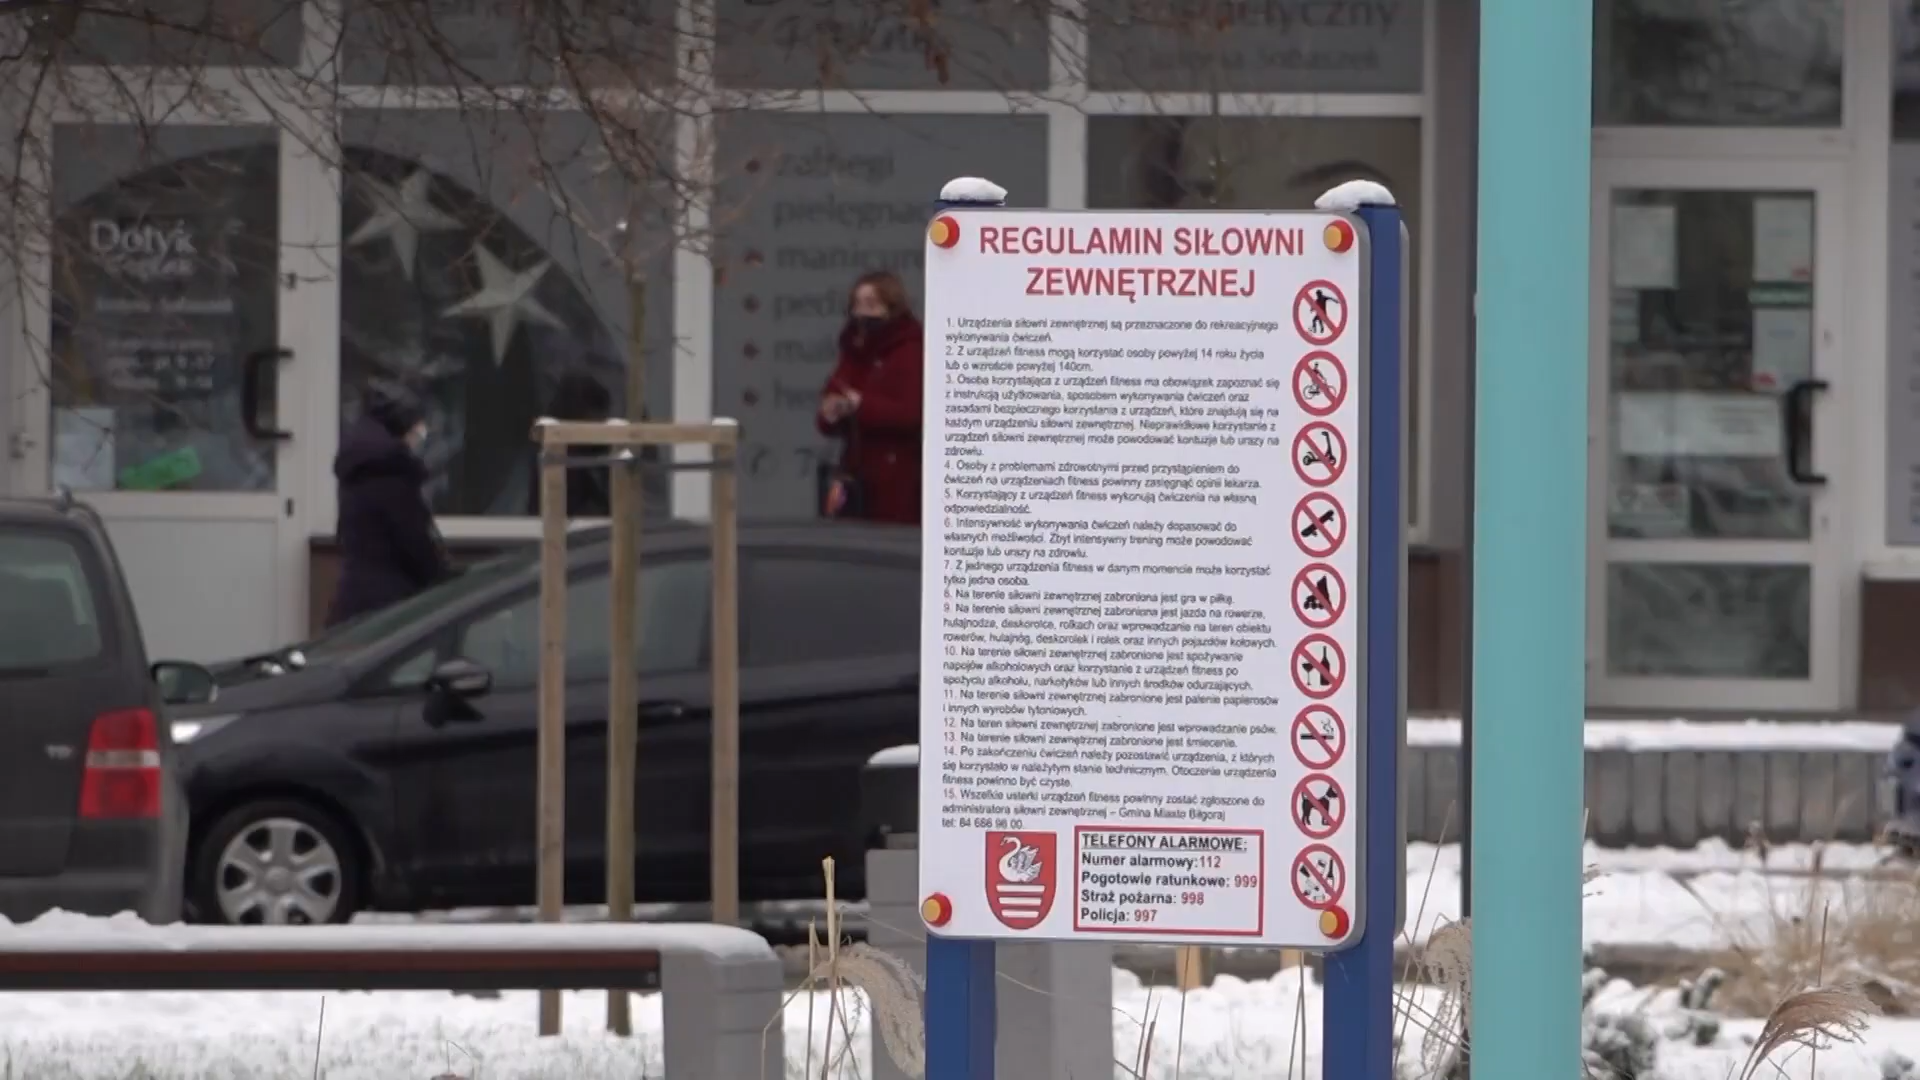 zabiegi
manicure
Dotyk
REGULAMIN SIŁOWNI
ZEWNĘTRZNEJ
1. Urządzenia siłowni zewnętrznej są przeznaczone do rekreacyjnego
wykonywania ćwiczeń.
2. Z urządzeń fitness mogą korzystać osoby powyżej 14 roku życia
lub o wzroście powyżej 140cm.
3. Osoba korzystająca z urządzeń fitness ma obowiązek zapoznać się
z instrukcją użytkowania, sposobem wykonywania ćwiczeń oraz
zasadami bezpiecznego korzystania z urządzeń, które znajdują się na
każdym urządzeniu siłowni zewnętrznej. Nieprawidłowe korzystanie z
urządzeń siłowni zewnętrznej może powodować kontuzje lub urazy na
zdrowiu.
4. Osoby z problemami zdrowotnymi przed przystąpieniem do
ćwiczeń na urządzeniach fitness powinny zasięgnąć opinii lekarza.
5. Korzystający z urządzeń fitness wykonują ćwiczenia na własną
odpowiedzialność.
6. Intensywność wykonywania ćwiczeń należy dopasować do
własnych możliwości. Zbyt intensywny trening może powodować
kontuzje lub urazy na zdrowiu.
7. Z jednego urządzenia fitness w danym momencie może korzystać
tylko jedna osoba.
8. Na terenie siłowni zewnętrznej zabroniona jest gra w piłkę.
9. Na terenie siłowni zewnętrznej zabroniona jest jazda na rowerze,
hulajnodze, deskorolce, rolkach oraz wprowadzanie na teren obiektu
rowerów, hulajnóg, deskorolek i rolek oraz innych pojazdów kołowych.
10. Na terenie siłowni zewnętrznej zabronione jest spożywanie
napojów alkoholowych oraz korzystanie z urządzeń fitness po
spożyciu alkoholu, narkotyków lub innych środków odurzających.
11. Na terenie siłowni zewnętrznej zabronione jest palenie papierosów
i innych wyrobów tytoniowych.
12. Na teren siłowni zewnętrznej zabronione jest wprowadzanie psów.
13. Na terenie siłowni zewnętrznej zabronione jest śmiecenie.
14. Po zakończeniu ćwiczeń należy pozostawić urządzenia, z których
się korzystało w należytym stanie technicznym. Otoczenie urządzenia
fitness powinno być czyste.
15. Wszelkie usterki urządzeń fitness powinny zostać zgłoszone do
administratora siłowni zewnętrznej – Gmina Miasto Biłgoraj
tel: 84 686 96 00.
TELEFONY ALARMOWE:
Numer alarmowy:112
Pogotowie ratunkowe: 999
Straż pożarna: 998
Policja: 997